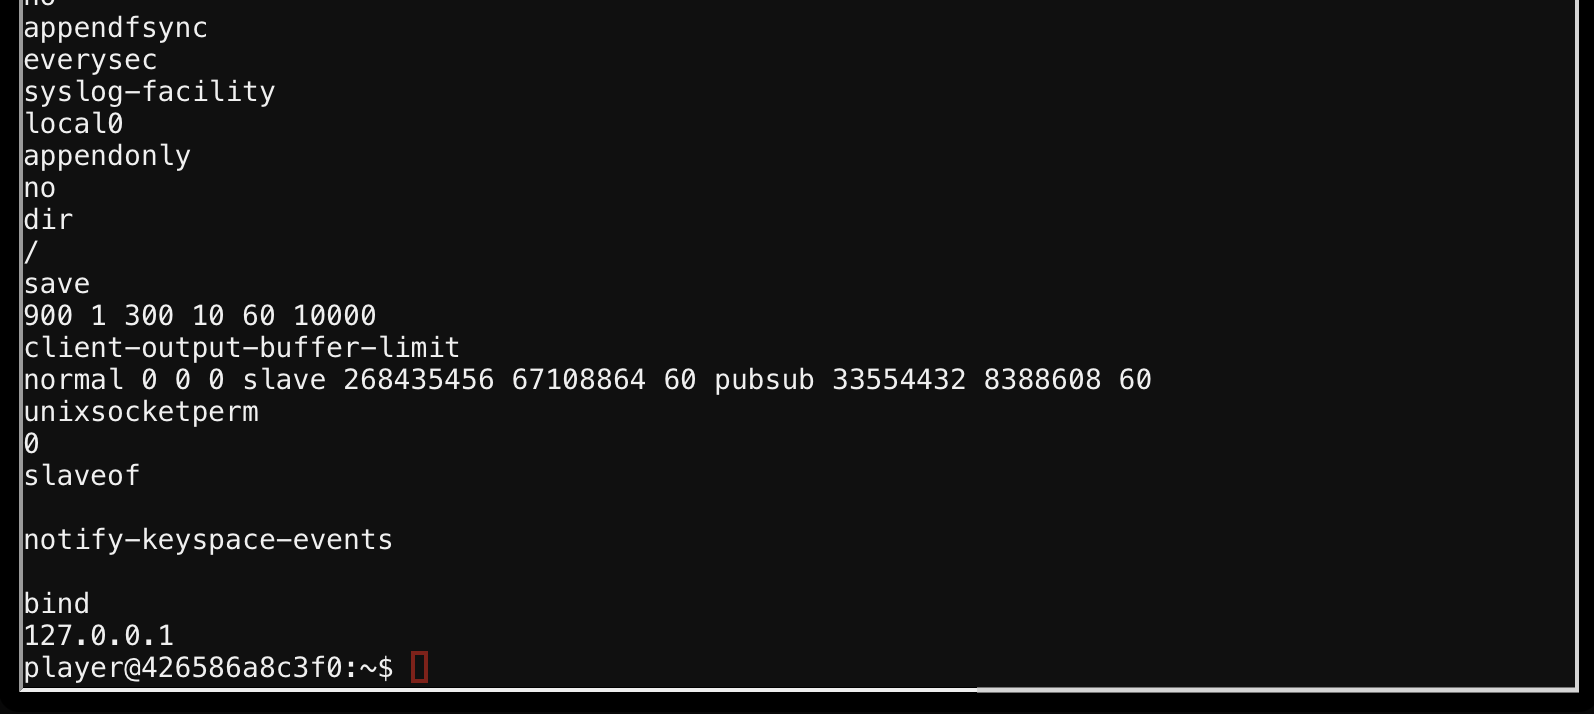 no
appendfsync
everysec
syslog-facility
local0
appendonly
no
dir
/
save
900 1 300 10 60 10000
client-output-buffer-limit
normal 0 0 0 slave 268435456 67108864 60 pubsub 33554432 8388608 60
unixsocketperm
0
slaveof
notify-keyspace-events
bind
127.0.0.1
player@426586a8c3f0:~$